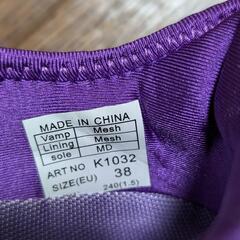 MADE IN CHINA
Vamp Mesh
Lining Mesh
sole MD
ART NO K1032
SIZE(EU) 38
240(1.5)